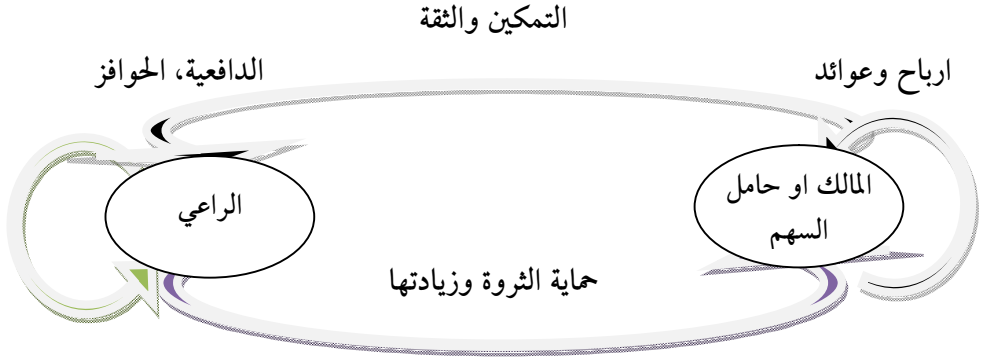 التمكين والثقة
ارباح وعوائد
الدافعية، الحوافز
المالك او حامل
السهم
الراعي
حماية الثروة وزيادتها